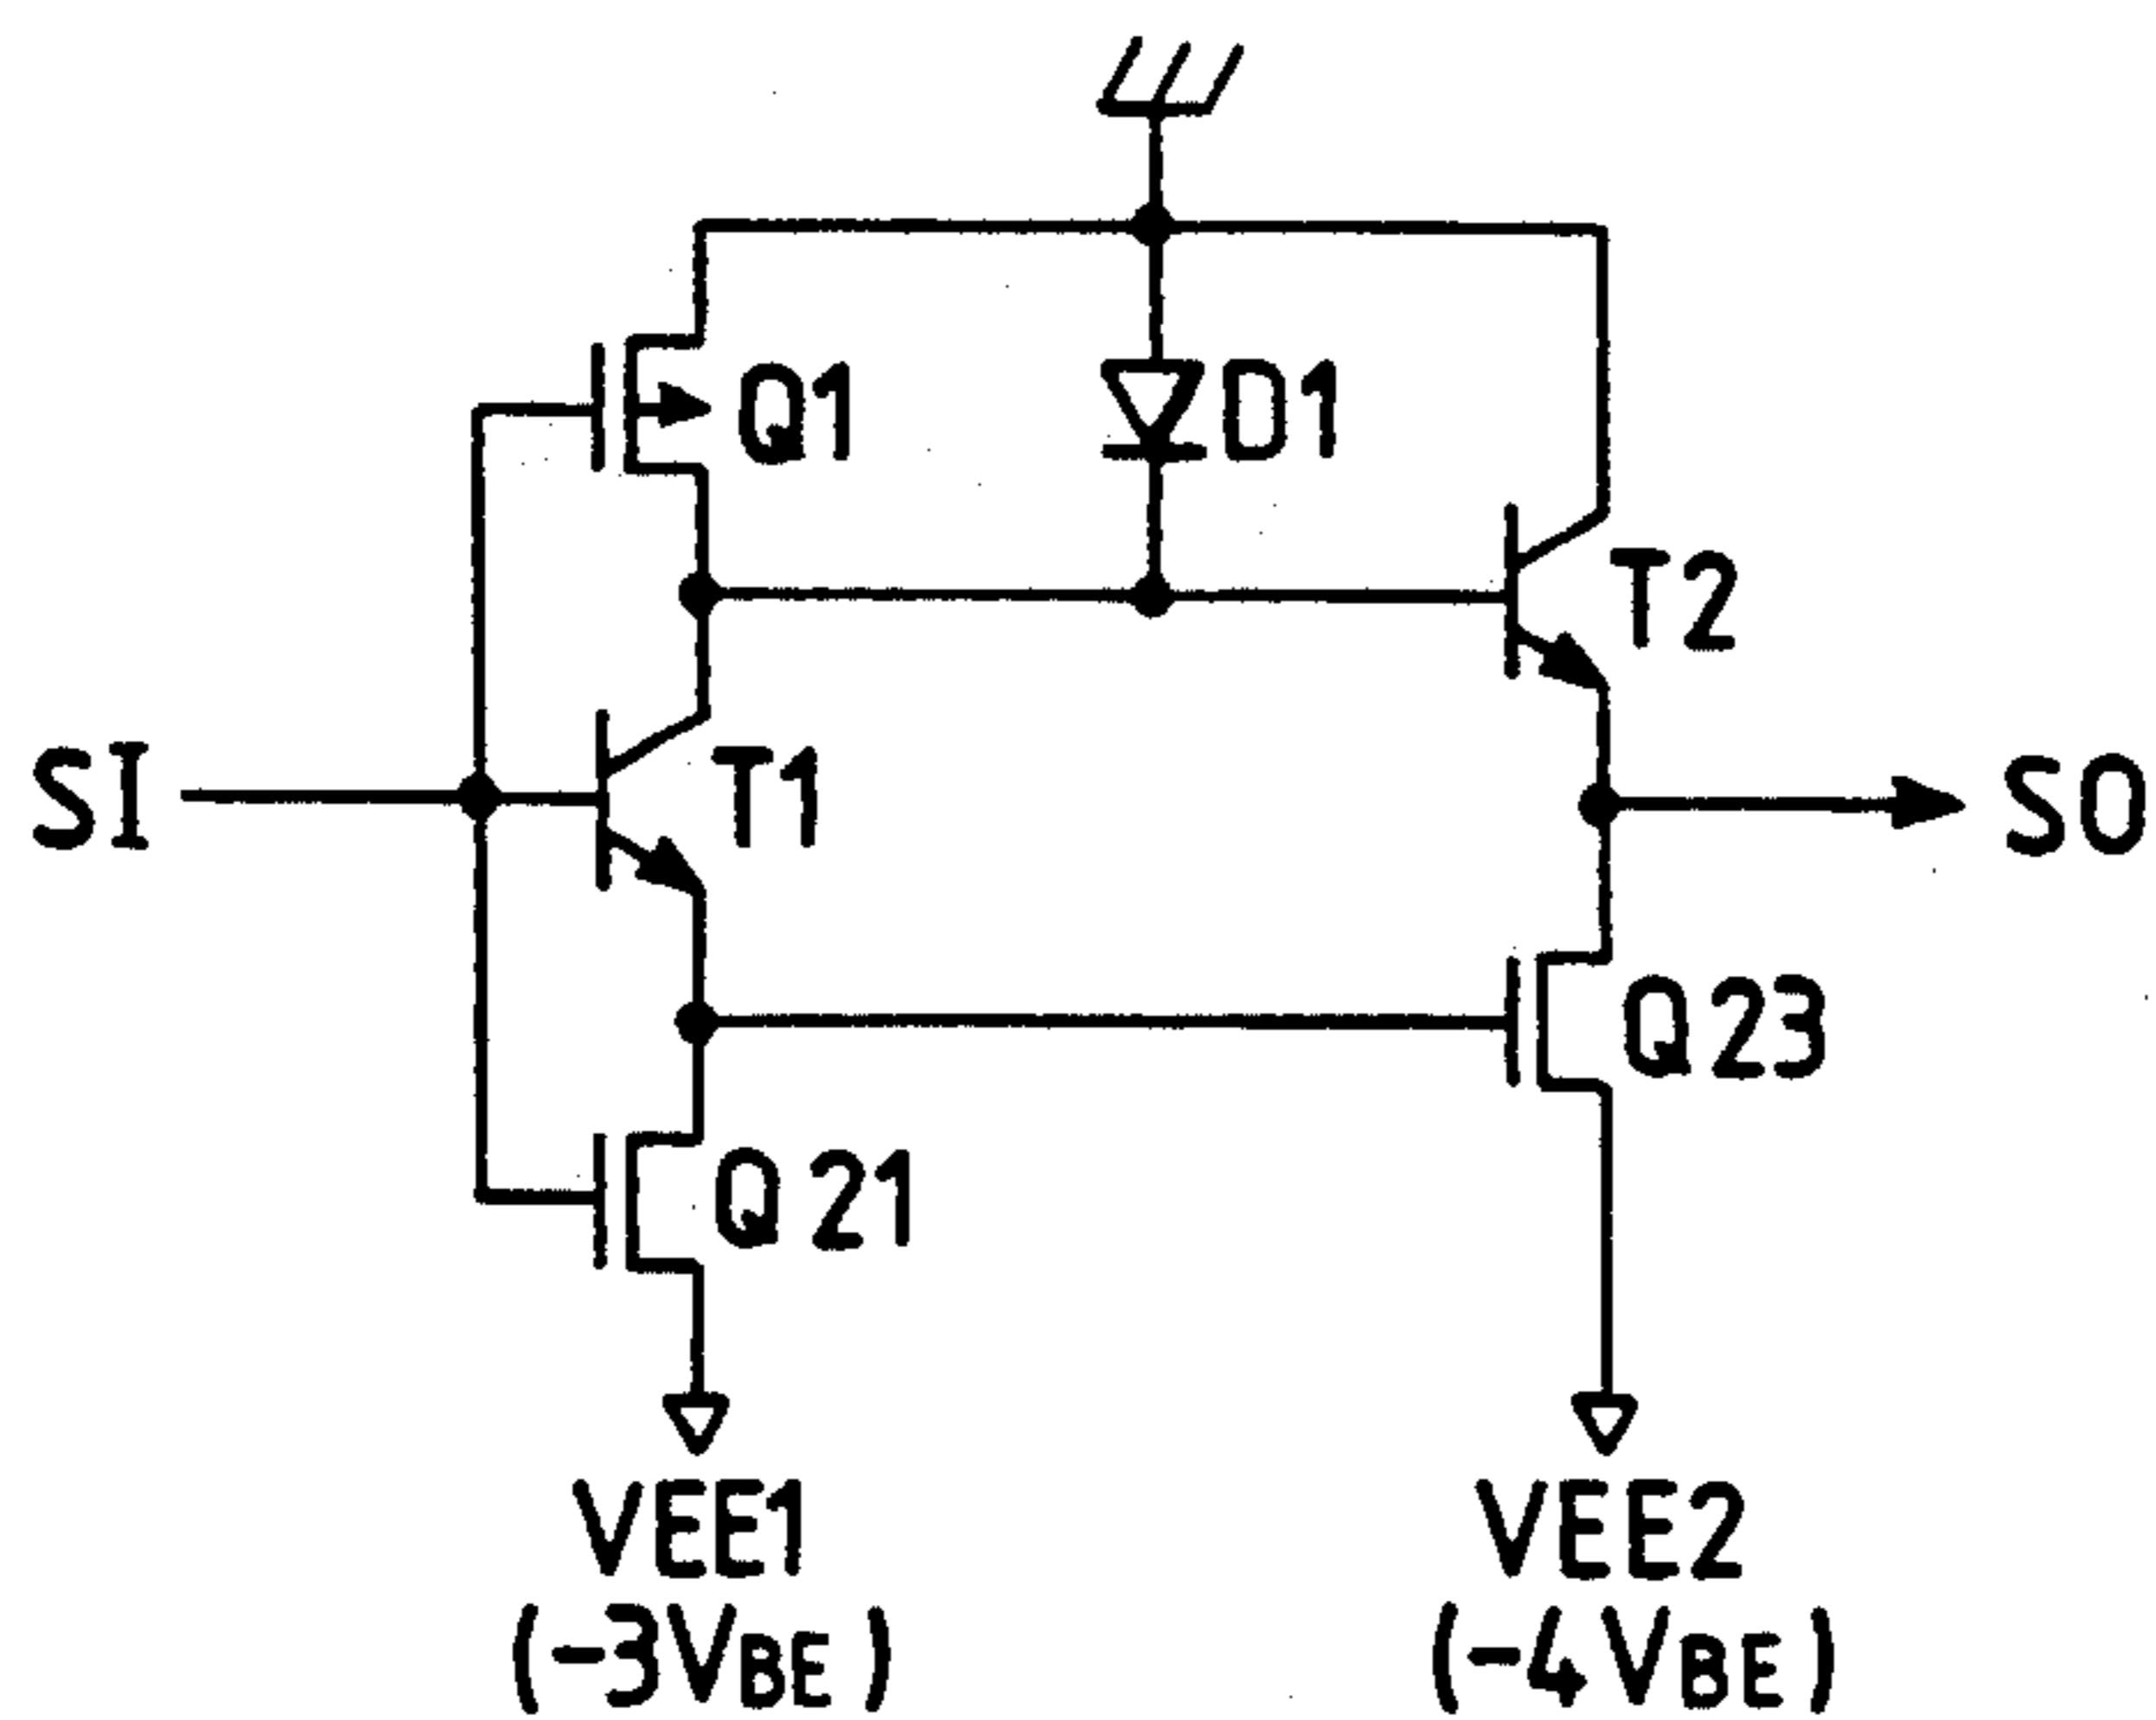 Q1
D1
T2
SI
T1
SO
Q23
Q21
VEE1
(-3VBE)
VEE2
(-4VBE)